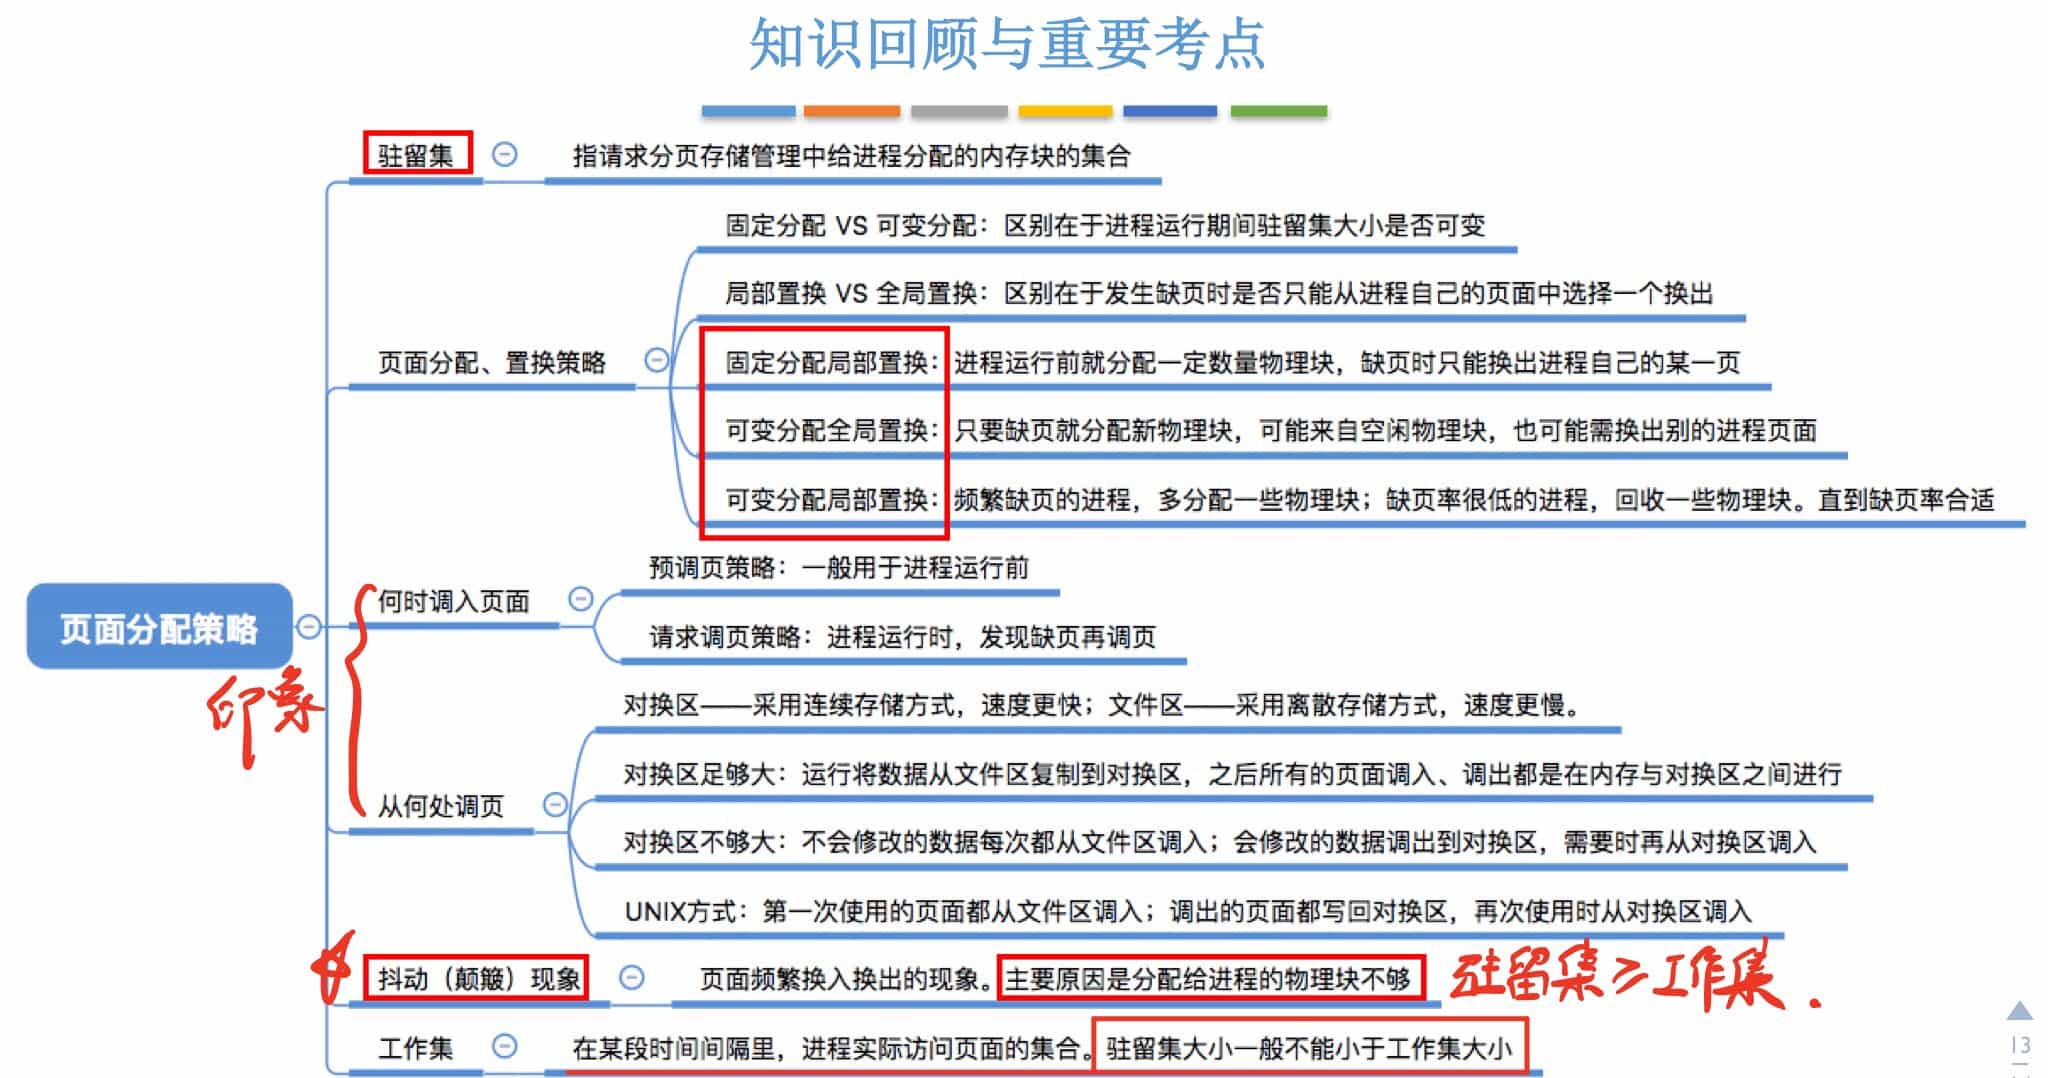 知识回顾与重要考点
驻留集
指请求分页存储管理中给进程分配的内存块的集合
固定分配 VS 可变分配：区别在于进程运行期间驻留集大小是否可变
局部置换 VS 全局置换：区别在于发生缺页时是否只能从进程自己的页面中选择一个换出
页面分配、置换策略
固定分配局部置换：进程运行前就分配一定数量物理块，缺页时只能换出进程自己的某一页
可变分配全局置换：只要缺页就分配新物理块，可能来自空闲物理块，也可能需换出别的进程页面
可变分配局部置换：频繁缺页的进程，多分配一些物理块；缺页率很低的进程，回收一些物理块。直到缺页率合适
页面分配策略
印象
何时调入页面
预调页策略：一般用于进程运行前
请求调页策略：进程运行时，发现缺页再调页
从何处调页
对换区——采用连续存储方式，速度更快；文件区——采用离散存储方式，速度更慢。
对换区足够大：运行将数据从文件区复制到对换区，之后所有的页面调入、调出都是在内存与对换区之间进行
对换区不够大：不会修改的数据每次都从文件区调入；会修改的数据调出到对换区，需要时再从对换区调入
UNIX方式：第一次使用的页面都从文件区调入；调出的页面都写回对换区，再次使用时从对换区调入
抖动（颠簸）现象
页面频繁换入换出的现象。主要原因是分配给进程的物理块不够
驻留集≥工作集.
工作集
在某段时间间隔里，进程实际访问页面的集合。驻留集大小一般不能小于工作集大小
13